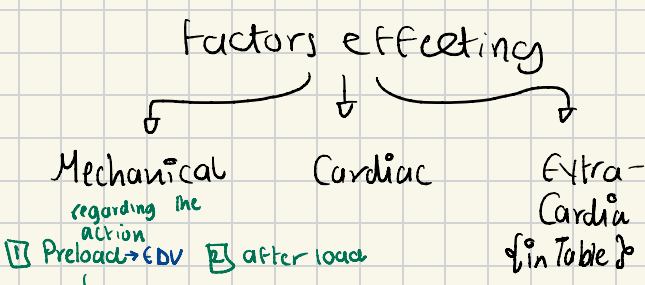 Factors effecting
Mechanical
regarding the
action
1 Preload→EDV 2 after load
Cardiac
Extra-
Cardia
{in Table}